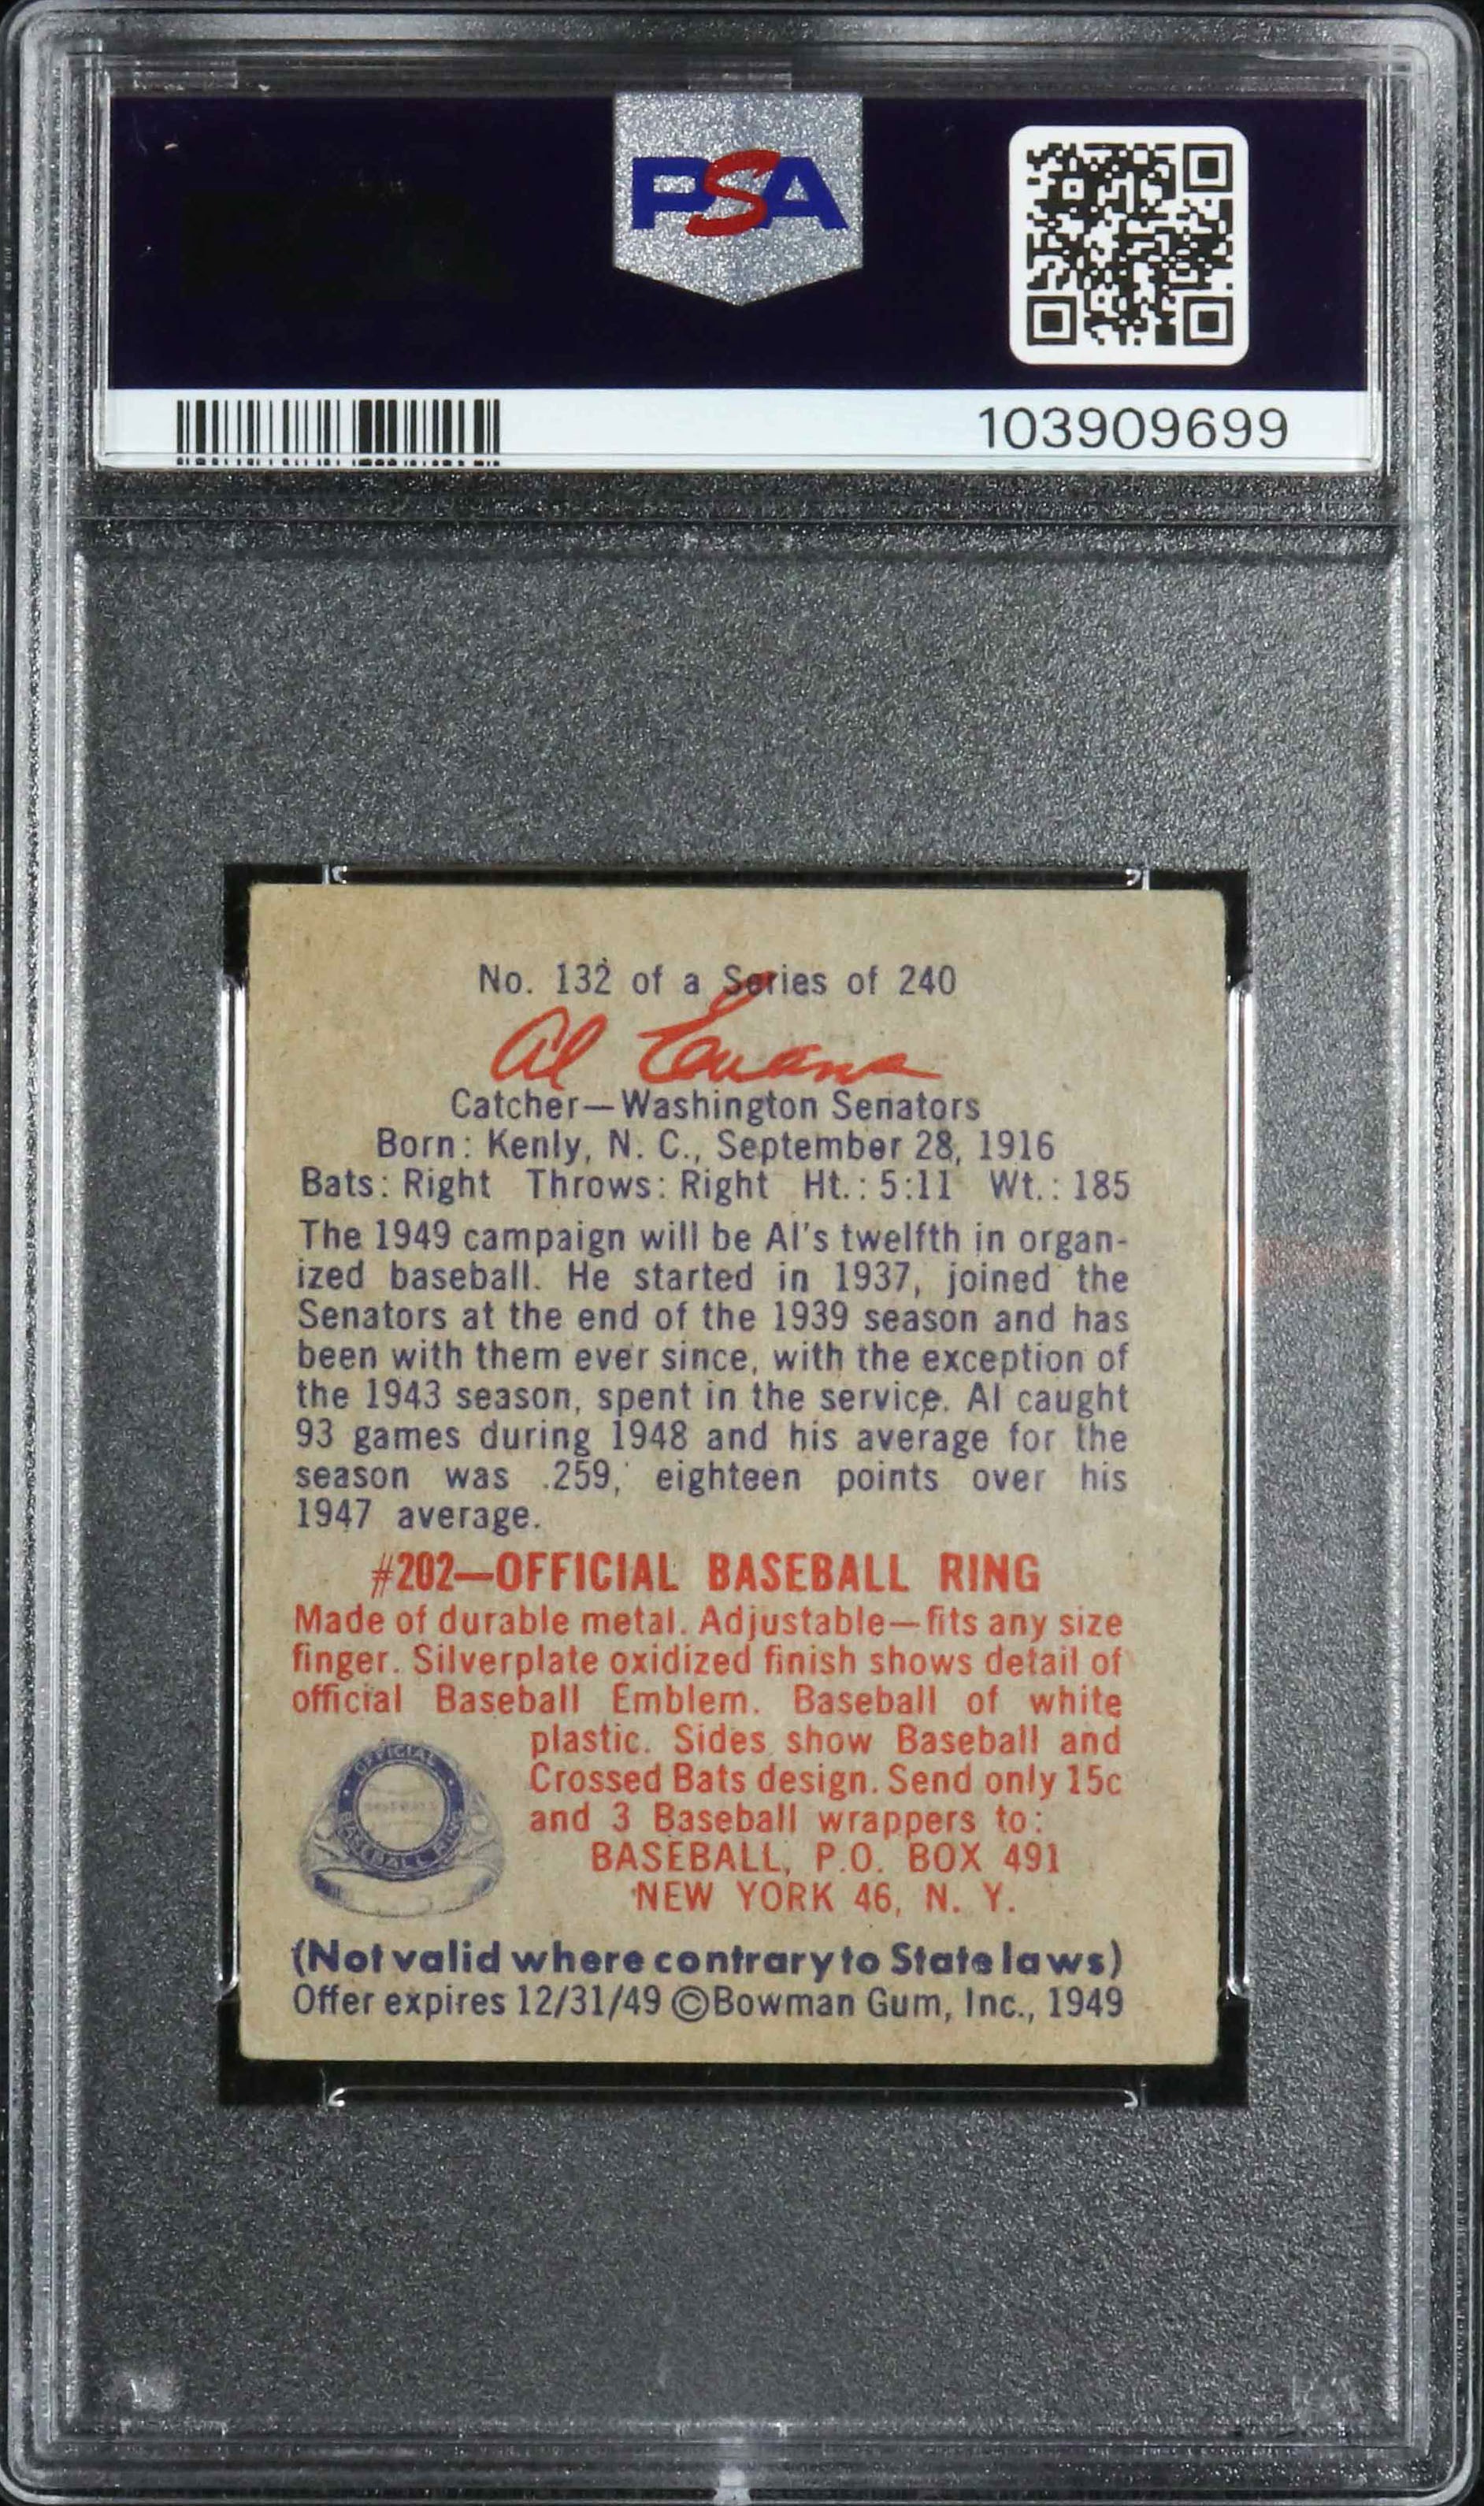 PSA
103909699
No. 132 of a Series of 240
Al Evans
Catcher—Washington Senators
Born: Kenly, N. C., September 28, 1916
Bats: Right Throws: Right Ht.: 5:11 Wt.: 185
The 1949 campaign will be Al's twelfth in organ-
ized baseball. He started in 1937, joined the
Senators at the end of the 1939 season and has
been with them ever since, with the exception of
the 1943 season, spent in the service. Al caught
93 games during 1948 and his average for the
season was .259, eighteen points over his
1947 average.
#202—OFFICIAL BASEBALL RING
Made of durable metal. Adjustable—fits any size
finger. Silverplate oxidized finish shows detail of
official Baseball Emblem. Baseball of white
plastic. Sides show Baseball and
Crossed Bats design. Send only 15c
and 3 Baseball wrappers to:
BASEBALL, P.O. BOX 491
NEW YORK 46, N. Y.
OFFICIAL
BASEBALL RING
(Not valid where contrary to State laws)
Offer expires 12/31/49 ©Bowman Gum, Inc., 1949